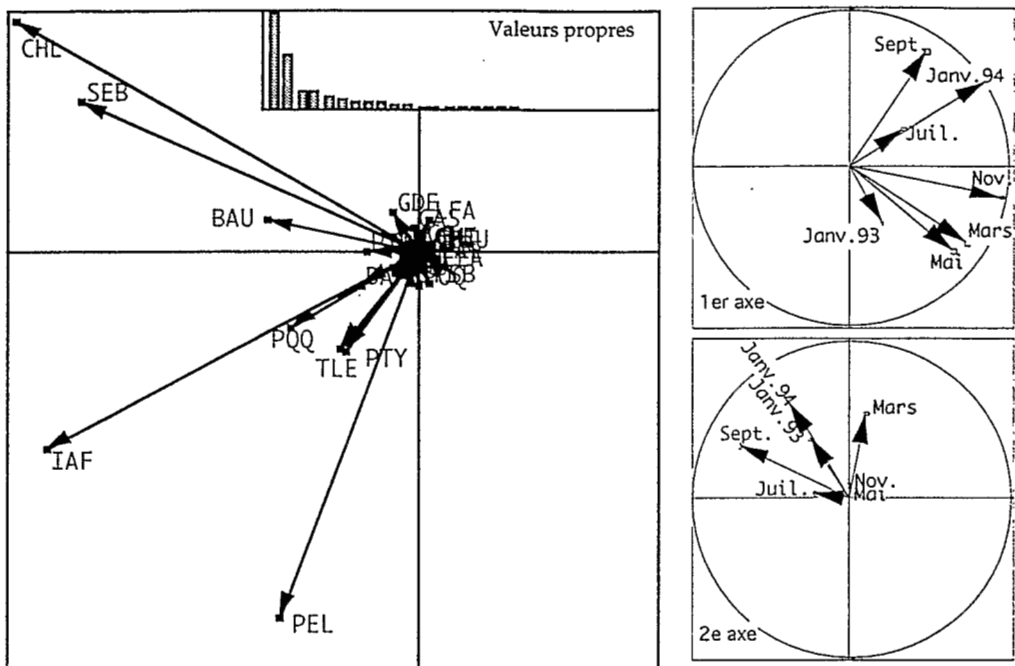 Valeurs propres
CHL
SEB
BAU
GDE
PQQ
TLE
PTY
IAF
PEL
Sept.
Janv.94
Juil.
Nov.
Janv.93
Mars
Mai
1er axe
Janv.94
Janv.93
Mars
Sept.
Juil.
Nov.
Mai
2e axe